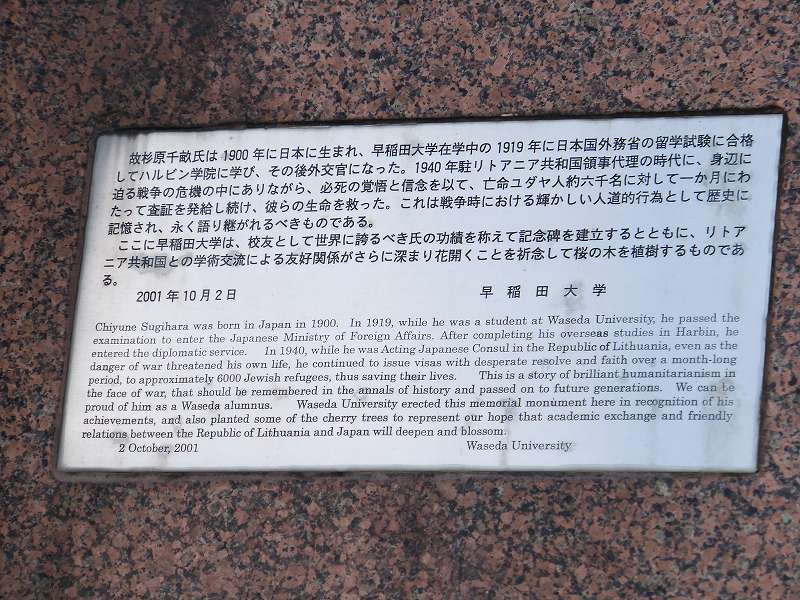 故杉原千畝氏は1900年に日本に生まれ、早稲田大学在学中の1919年に日本国外務省の留学試験に合格
してハルビン学院に学び、その後外交官になった。1940年駐リトアニア共和国領事代理の時代に、身辺に
迫る戦争の危機の中にありながら、必死の覚悟と信念を以て、亡命ユダヤ人約六千名に対して一か月にわ
たって査証を発給し続け、彼らの生命を救った。これは戦争時における輝かしい人道的行為として歴史に
記憶され、永く語り継がれるべきものである。
ここに早稲田大学は、校友として世界に誇るべき氏の功績を称えて記念碑を建立するとともに、リトア
ニア共和国との学術交流による友好関係がさらに深まり花開くことを祈念して桜の木を植樹するものであ
る。
2001年10月2日 早稲田大学
Chiyune Sugihara was born in Japan in 1900. In 1919, while he was a student at Waseda University, he passed the
examination to enter the Japanese Ministry of Foreign Affairs. After completing his overseas studies in Harbin, he
entered the diplomatic service. In 1940, while he was Acting Japanese Consul in the Republic of Lithuania, even as the
danger of war threatened his own life, he continued to issue visas with desperate resolve and faith over a month-long
period, to approximately 6000 Jewish refugees, thus saving their lives. This is a story of brilliant humanitarianism in
the face of war, that should be remembered in the annals of history and passed on to future generations. We can be
proud of him as a Waseda alumnus. Waseda University erected this memorial monument here in recognition of his
achievements, and also planted some of the cherry trees to represent our hope that academic exchange and friendly
relations between the Republic of Lithuania and Japan will deepen and blossom.
2 October, 2001 Waseda University